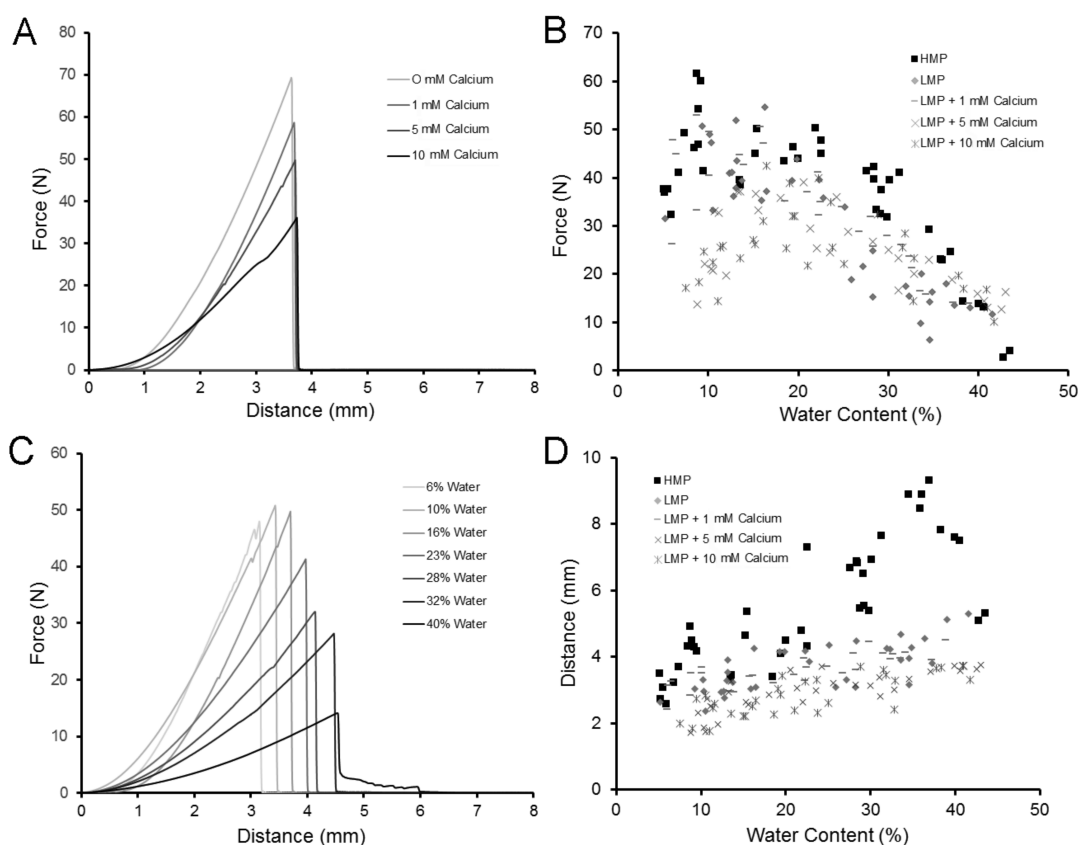 A
80
70
60
50
40
30
20
10
0
Force (N)
0 1 2 3 4 5 6 7 8
Distance (mm)
O mM Calcium
1 mM Calcium
5 mM Calcium
10 mM Calcium
B
70
60
50
40
30
20
10
0
Force (N)
0 10 20 30 40 50
Water Content (%)
HMP
LMP
LMP + 1 mM Calcium
LMP + 5 mM Calcium
LMP + 10 mM Calcium
C
60
50
40
30
20
10
0
Force (N)
0 1 2 3 4 5 6 7 8
Distance (mm)
6% Water
10% Water
16% Water
23% Water
28% Water
32% Water
40% Water
D
10
8
6
4
2
0
Distance (mm)
0 10 20 30 40 50
Water Content (%)
HMP
LMP
LMP + 1 mM Calcium
LMP + 5 mM Calcium
LMP + 10 mM Calcium